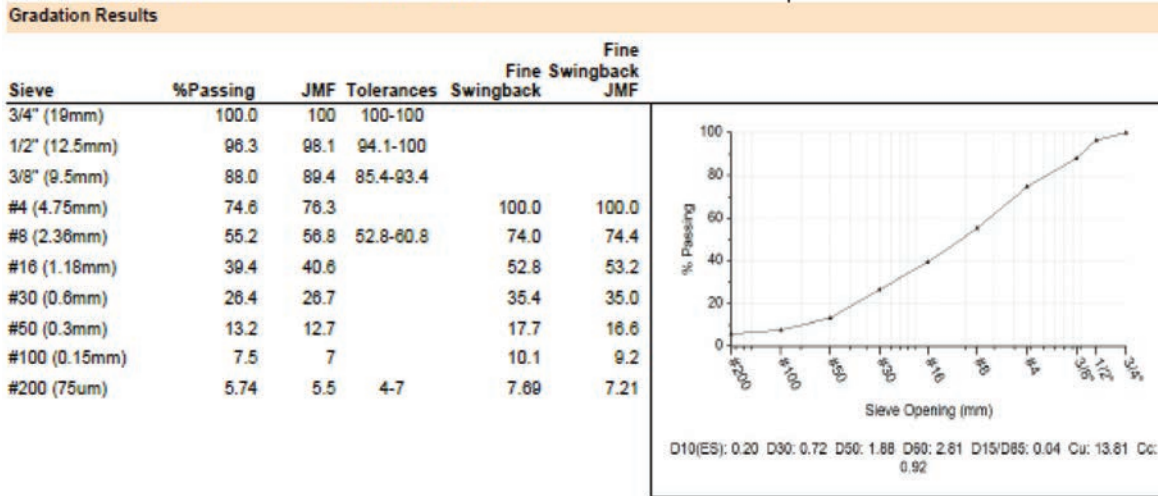 Gradation Results
Sieve %Passing JMF Tolerances Fine Swingback Fine Swingback JMF
3/4" (19mm) 100.0 100 100-100
1/2" (12.5mm) 96.3 98.1 94.1-100
3/8" (9.5mm) 88.0 89.4 85.4-93.4
#4 (4.75mm) 74.6 76.3 100.0 100.0
#8 (2.36mm) 55.2 56.8 52.8-60.8 74.0 74.4
#16 (1.18mm) 39.4 40.6 52.8 53.2
#30 (0.6mm) 26.4 26.7 35.4 35.0
#50 (0.3mm) 13.2 12.7 17.7 16.6
#100 (0.15mm) 7.5 7 10.1 9.2
#200 (75um) 5.74 5.5 4-7 7.69 7.21
% Passing
100
80
60
40
20
0
#200 #100 #50 #30 #16 #8 #4 3/8" 1/2" 3/4"
Sieve Opening (mm)
D10(ES): 0.20 D30: 0.72 D50: 1.88 D60: 2.81 D15/D85: 0.04 Cu: 13.81 Cc:
0.92